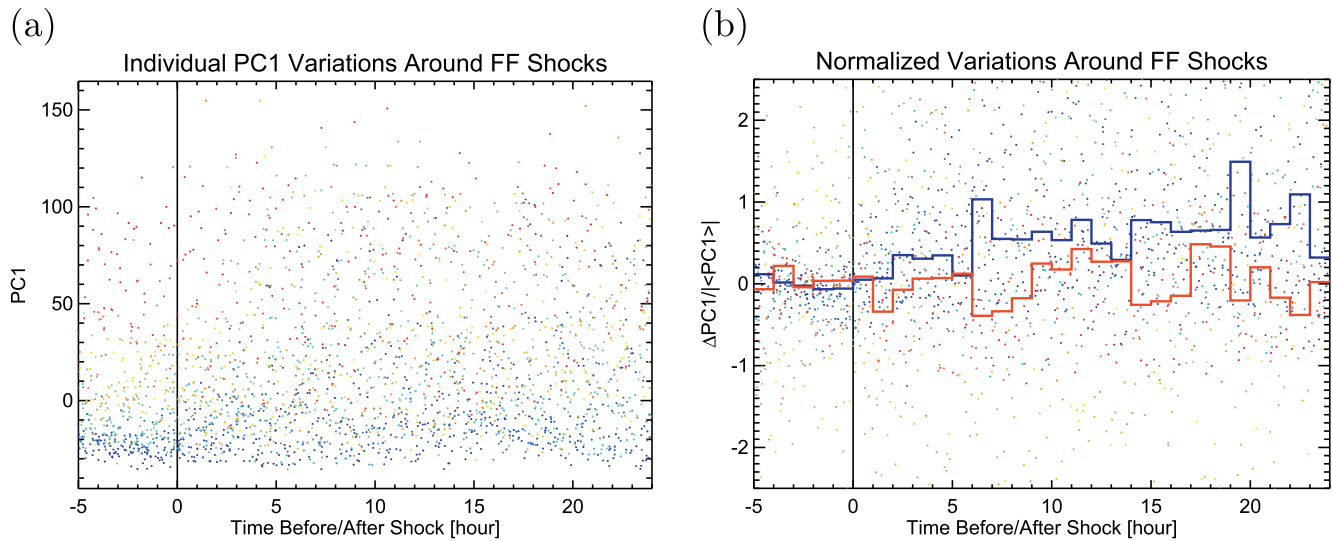 (a)
Individual PC1 Variations Around FF Shocks
150
100
50
0
PC1
-5 0 5 10 15 20
Time Before/After Shock [hour]
(b)
Normalized Variations Around FF Shocks
2
1
0
-1
-2
ΔPC1/|<PC1>|
-5 0 5 10 15 20
Time Before/After Shock [hour]